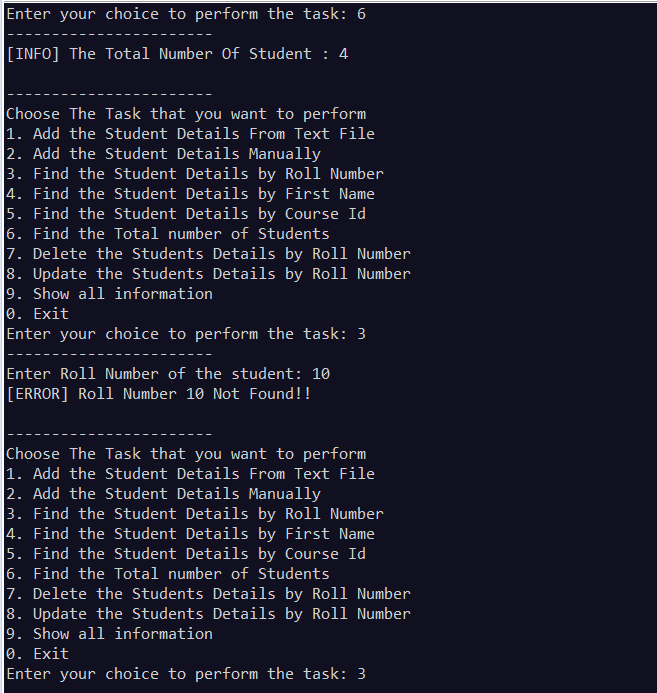 Enter your choice to perform the task: 6
-----------------------
[INFO] The Total Number Of Student : 4
-----------------------
Choose The Task that you want to perform
1. Add the Student Details From Text File
2. Add the Student Details Manually
3. Find the Student Details by Roll Number
4. Find the Student Details by First Name
5. Find the Student Details by Course Id
6. Find the Total number of Students
7. Delete the Students Details by Roll Number
8. Update the Students Details by Roll Number
9. Show all information
0. Exit
Enter your choice to perform the task: 3
-----------------------
Enter Roll Number of the student: 10
[ERROR] Roll Number 10 Not Found!!
-----------------------
Choose The Task that you want to perform
1. Add the Student Details From Text File
2. Add the Student Details Manually
3. Find the Student Details by Roll Number
4. Find the Student Details by First Name
5. Find the Student Details by Course Id
6. Find the Total number of Students
7. Delete the Students Details by Roll Number
8. Update the Students Details by Roll Number
9. Show all information
0. Exit
Enter your choice to perform the task: 3